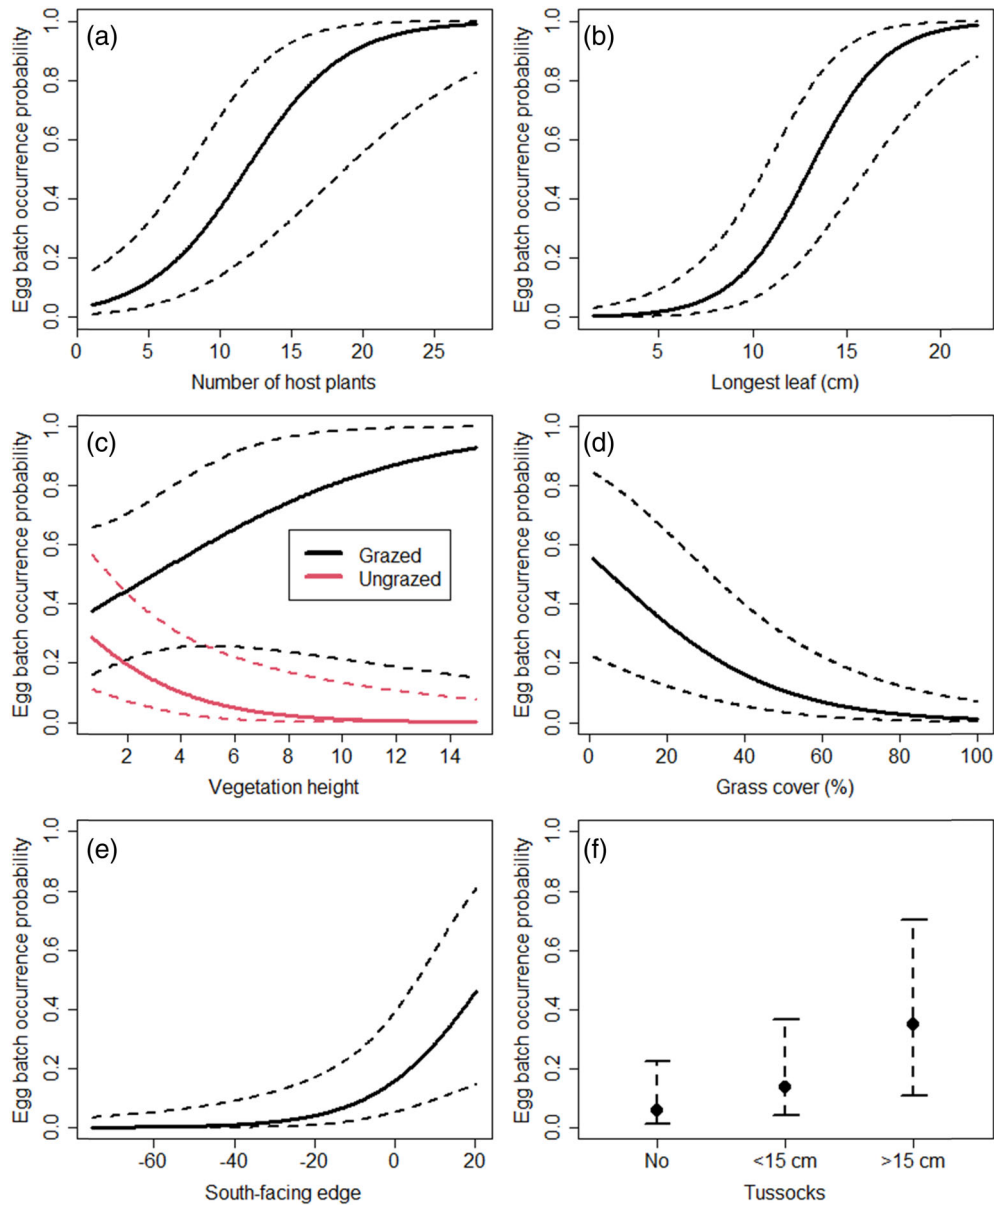 (a)
Egg batch occurrence probability
0.0 0.2 0.4 0.6 0.8 1.0
0 5 10 15 20 25
Number of host plants
(b)
Egg batch occurrence probability
0.0 0.2 0.4 0.6 0.8 1.0
5 10 15 20
Longest leaf (cm)
(c)
Egg batch occurrence probability
0.0 0.2 0.4 0.6 0.8 1.0
Grazed
Ungrazed
2 4 6 8 10 12 14
Vegetation height
(d)
Egg batch occurrence probability
0.0 0.2 0.4 0.6 0.8 1.0
0 20 40 60 80 100
Grass cover (%)
(e)
Egg batch occurrence probability
0.0 0.2 0.4 0.6 0.8 1.0
-60 -40 -20 0 20
South-facing edge
(f)
Egg batch occurrence probability
0.0 0.2 0.4 0.6 0.8 1.0
No <15 cm >15 cm
Tussocks